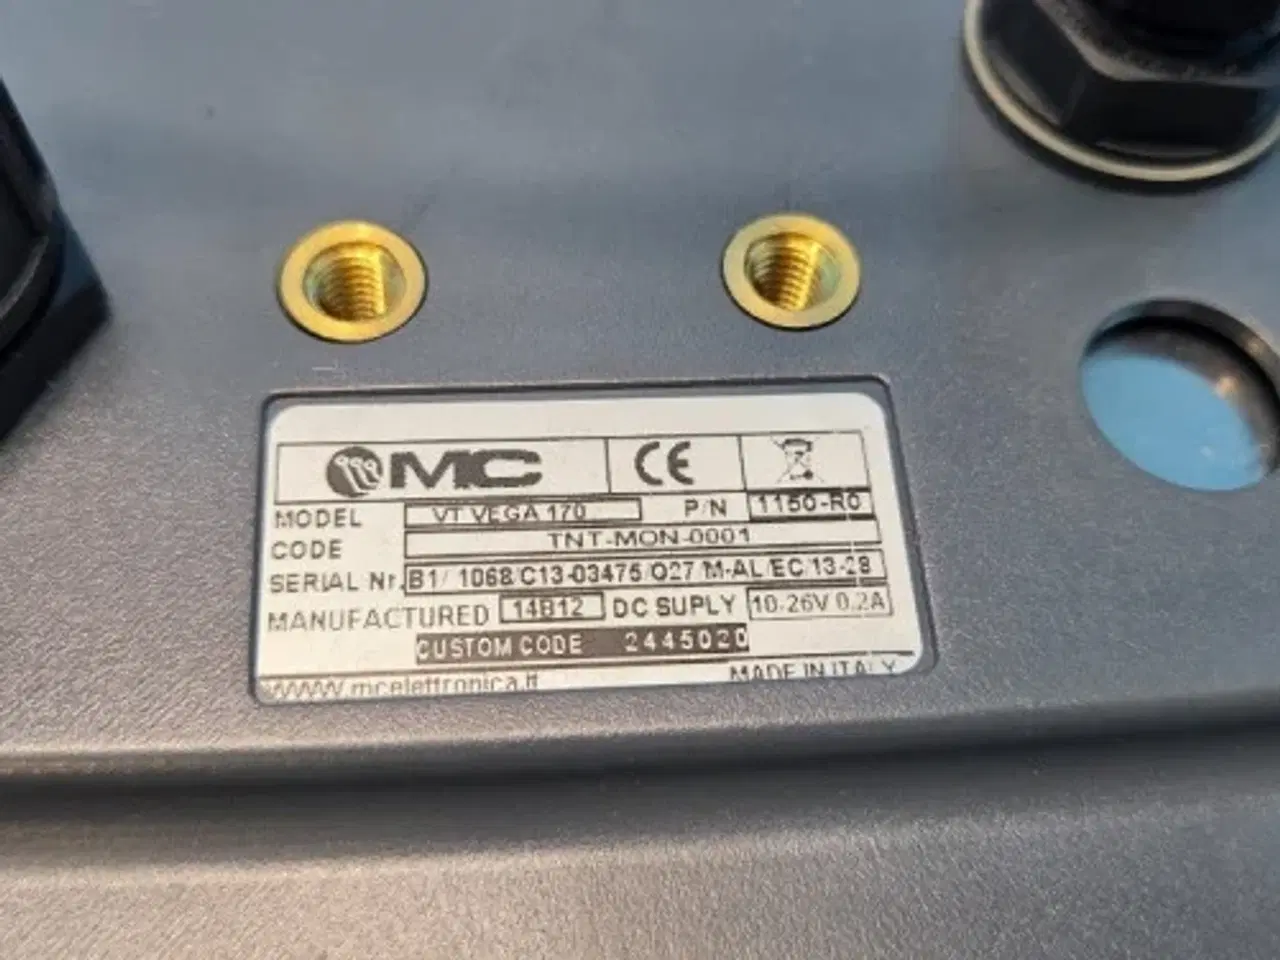 MC CE
MODEL VT VEGA 170 P/N 1150-R0
CODE TNT-MON-0001
SERIAL Nr. B1/ 1068/C13-03475/O27/M-AL/EC/13-28
MANUFACTURED 14B12 DC SUPLY 10-26V 0.2A
CUSTOM CODE 2445020
WWW.mcelettronica.it MADE IN ITALY